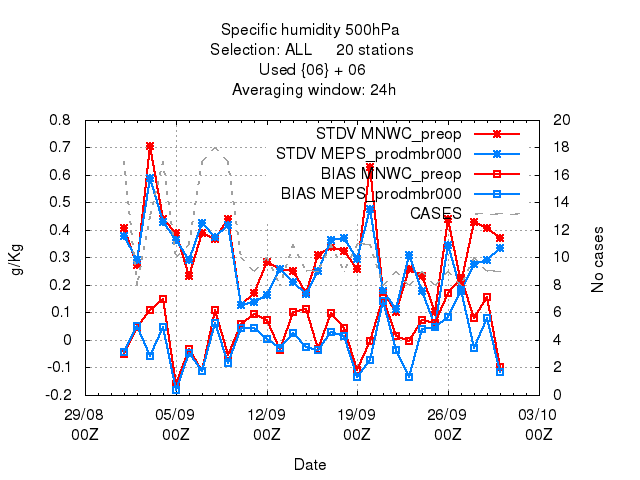 Specific humidity 500hPa
Selection: ALL 20 stations
Used {06} + 06
Averaging window: 24h
STDV MNWC_preop
STDV MEPS_prodmbr000
BIAS MNWC_preop
BIAS MEPS_prodmbr000
CASES
g/Kg
0.8
0.7
0.6
0.5
0.4
0.3
0.2
0.1
0
-0.1
-0.2
20
18
16
14
12
10
8
6
4
2
0
No cases
29/08 05/09 12/09 19/09 26/09 03/10
00Z 00Z 00Z 00Z 00Z 00Z
Date